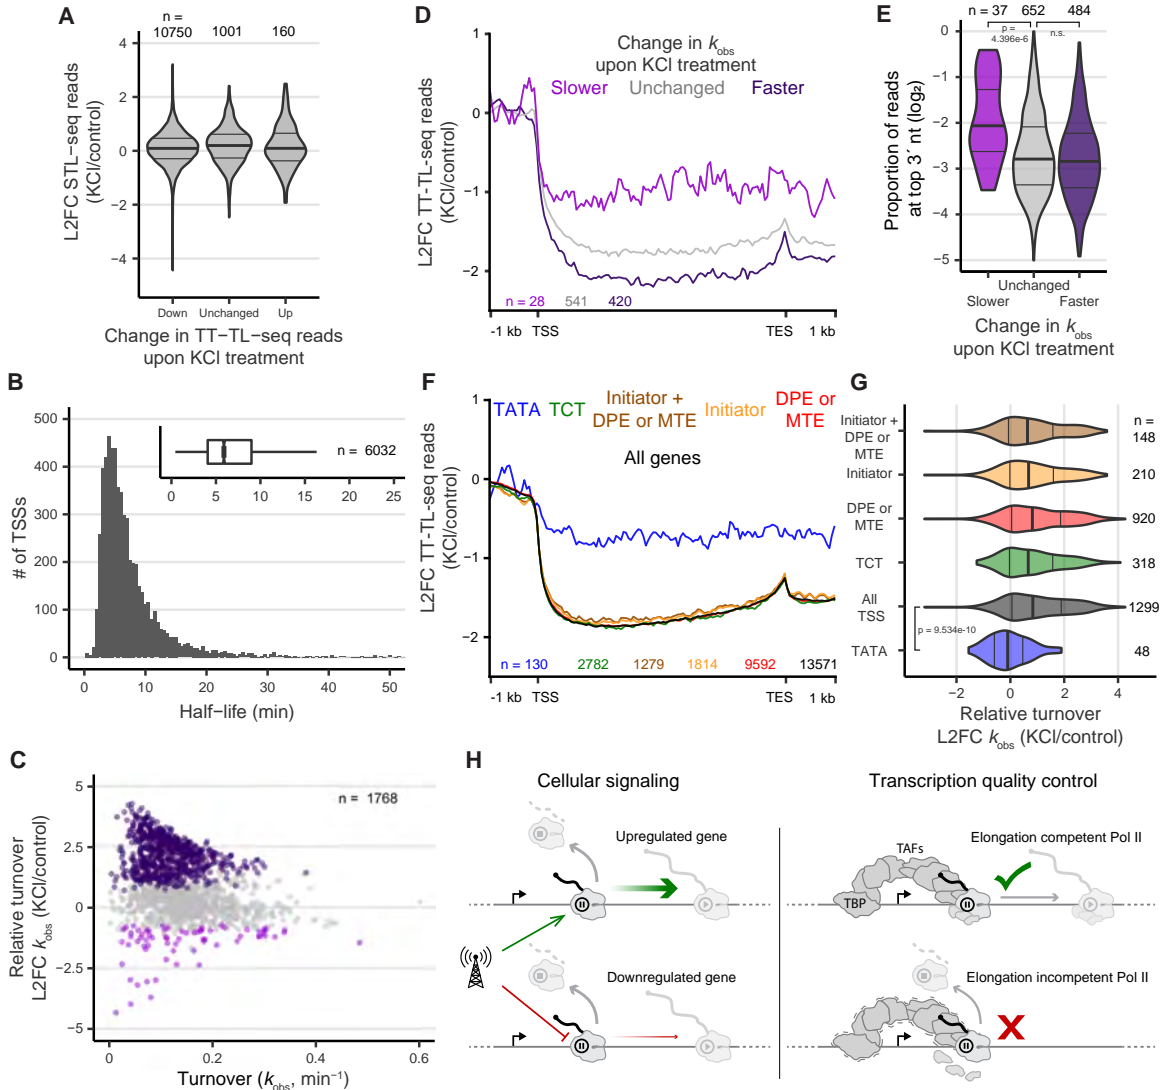 A
n =
10750 1001 160
L2FC STL−seq reads
(KCl/control)
4
2
0
−2
−4
Down Unchanged Up
Change in TT−TL−seq reads
upon KCl treatment
B
# of TSSs
500
400
300
200
100
0
n = 6032
0 5 10 15 20 25
0 10 20 30 40 50
Half−life (min)
C
Relative turnover
L2FC kobs (KCl/control)
n = 1768
5
2.5
0
−2.5
−5
0 0.2 0.4 0.6
Turnover (kobs, min⁻¹)
D
L2FC TT−TL−seq reads
(KCl/control)
1
0
−1
−2
Change in kobs
upon KCl treatment
Slower Unchanged Faster
n = 28 541 420
-1 kb TSS TES 1 kb
E
n = 37 652 484
p =
4.396e-6
n.s.
Proportion of reads
at top 3´ nt (log₂)
0
−1
−2
−3
−4
−5
Unchanged
Slower Faster
Change in kobs
upon KCl treatment
F
L2FC TT−TL−seq reads
(KCl/control)
0
−1
−2
TATA TCT Initiator + DPE or MTE Initiator DPE or MTE
All genes
n = 130 2782 1279 1814 9592 13571
-1 kb TSS TES 1 kb
G
n =
Initiator +
DPE or
MTE
148
Initiator 210
DPE or
MTE
920
TCT 318
All
TSS
1299
p = 9.534e-10
TATA 48
−2 0 2 4
Relative turnover
L2FC kobs (KCl/control)
H
Cellular signaling
Upregulated gene
Downregulated gene
Transcription quality control
TAFs
Elongation competent Pol II
TBP
Elongation incompetent Pol II